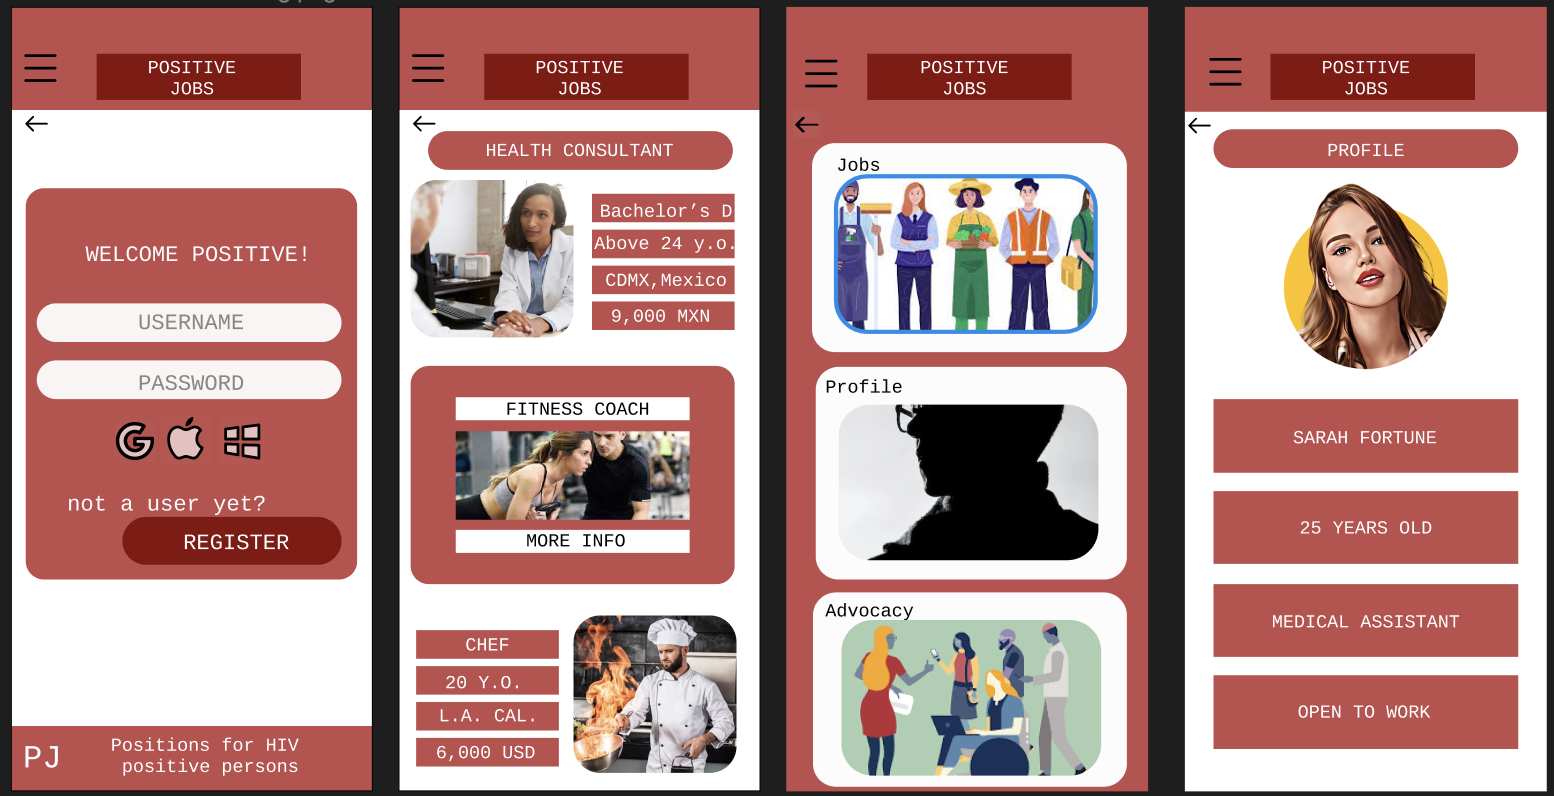 POSITIVE
JOBS
WELCOME POSITIVE!
USERNAME
PASSWORD
not a user yet?
REGISTER
PJ
Positions for HIV
positive persons
POSITIVE
JOBS
HEALTH CONSULTANT
Bachelor’s D
Above 24 y.o.
CDMX,Mexico
9,000 MXN
FITNESS COACH
MORE INFO
CHEF
20 Y.O.
L.A. CAL.
6,000 USD
POSITIVE
JOBS
Jobs
Profile
Advocacy
POSITIVE
JOBS
PROFILE
SARAH FORTUNE
25 YEARS OLD
MEDICAL ASSISTANT
OPEN TO WORK